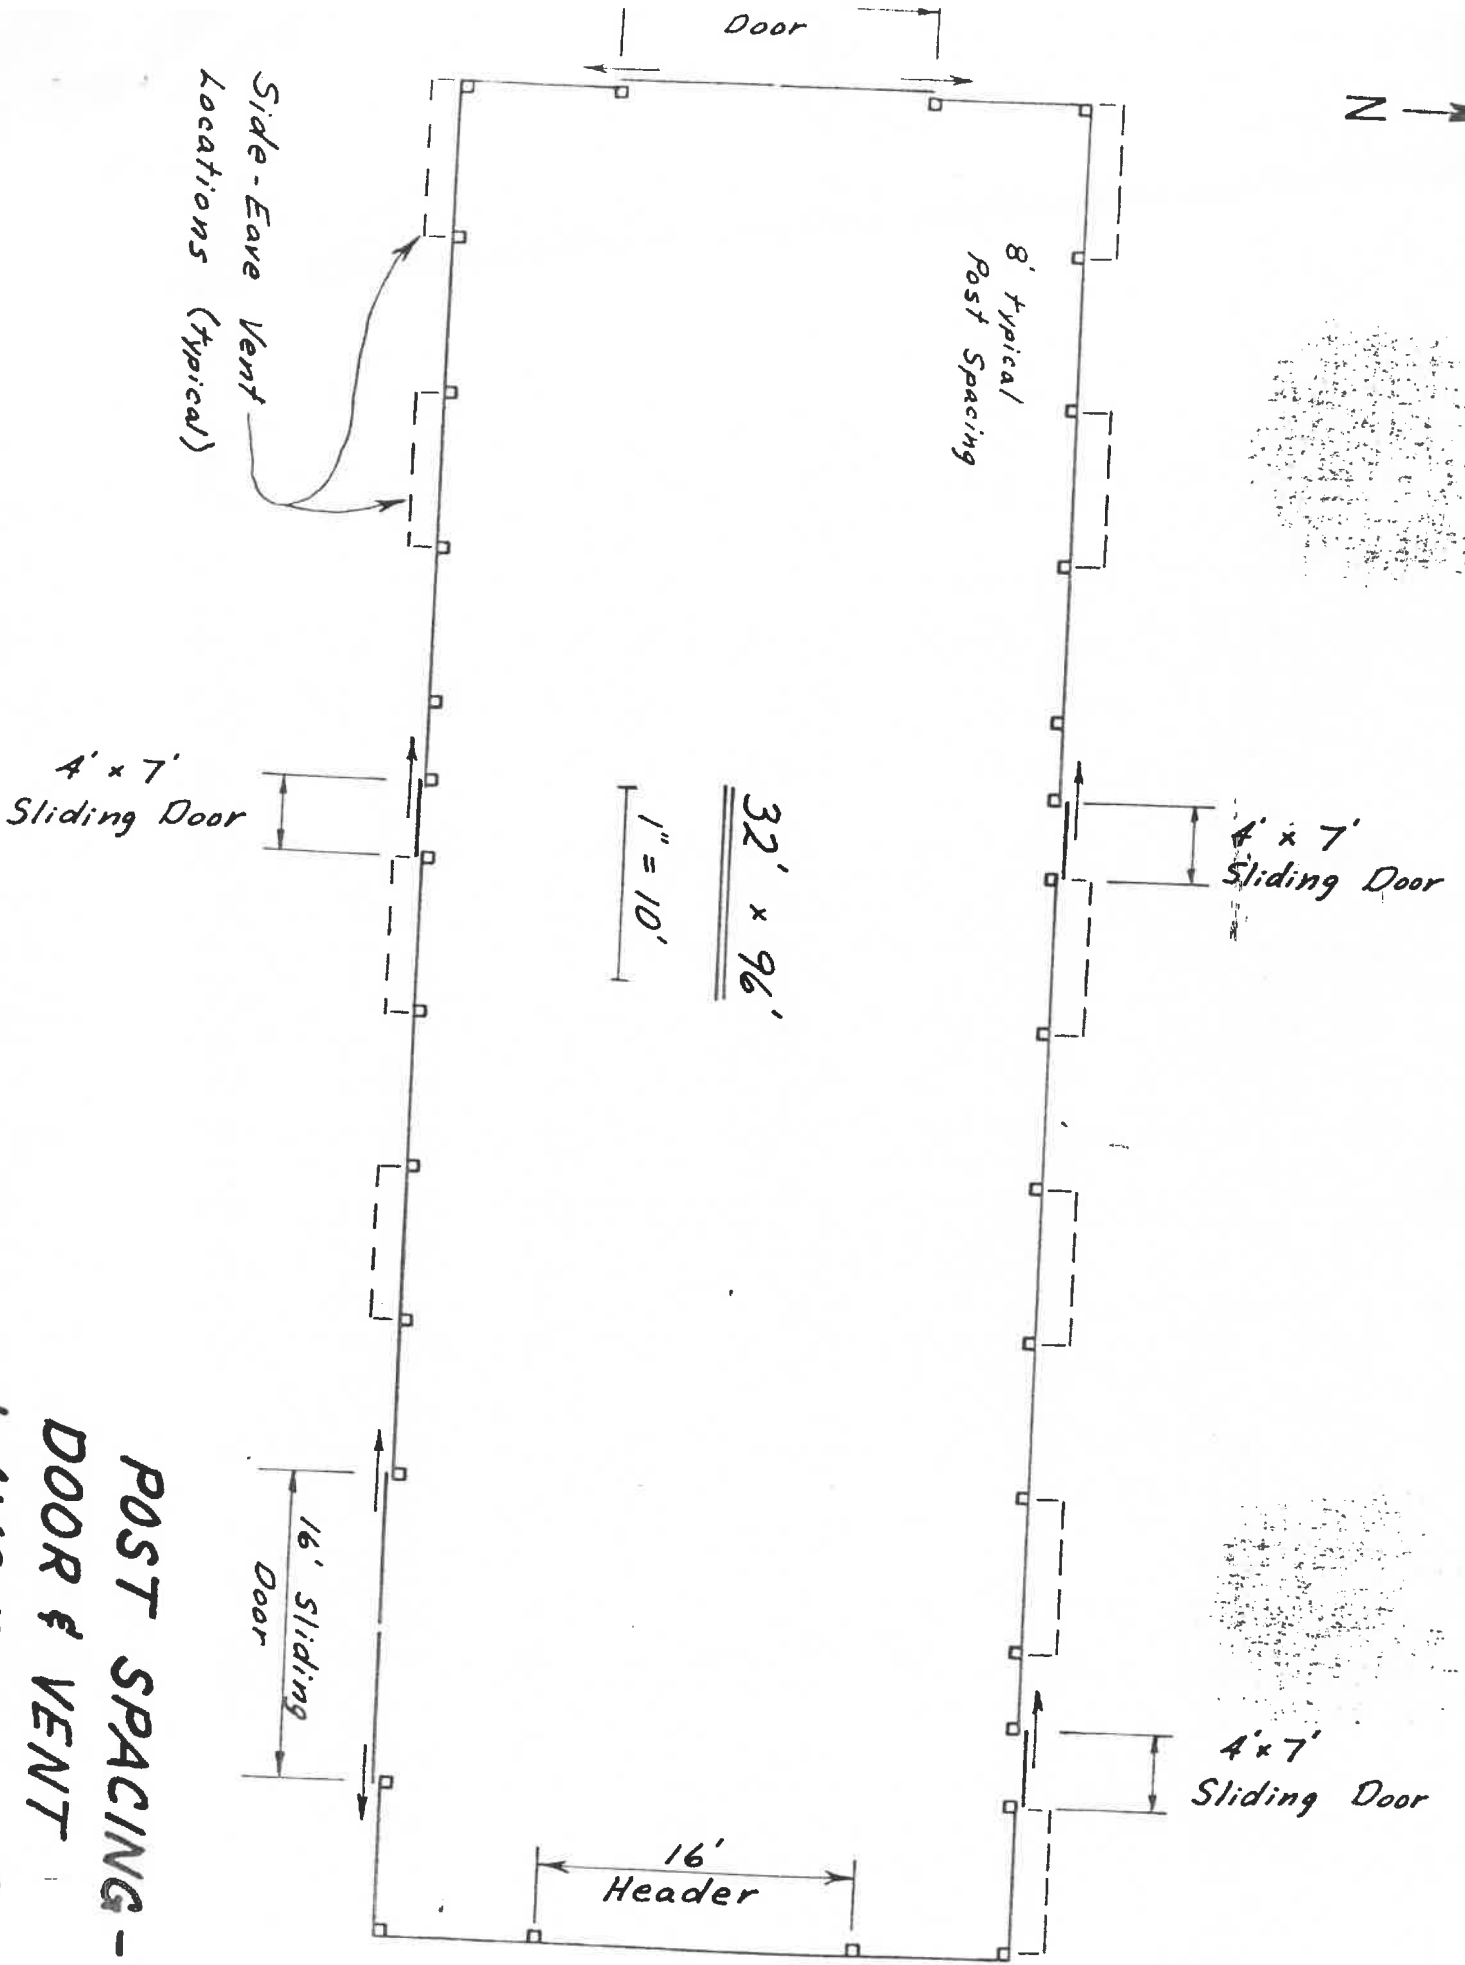 Door
N
Side-Eave Vent
Locations (typical)
8' typical
Post Spacing
4' x 7'
Sliding Door
4' x 7'
Sliding Door
32' x 96'
1" = 10'
16' Sliding
Door
4' x 7'
Sliding Door
16'
Header
POST SPACING-
DOOR & VENT